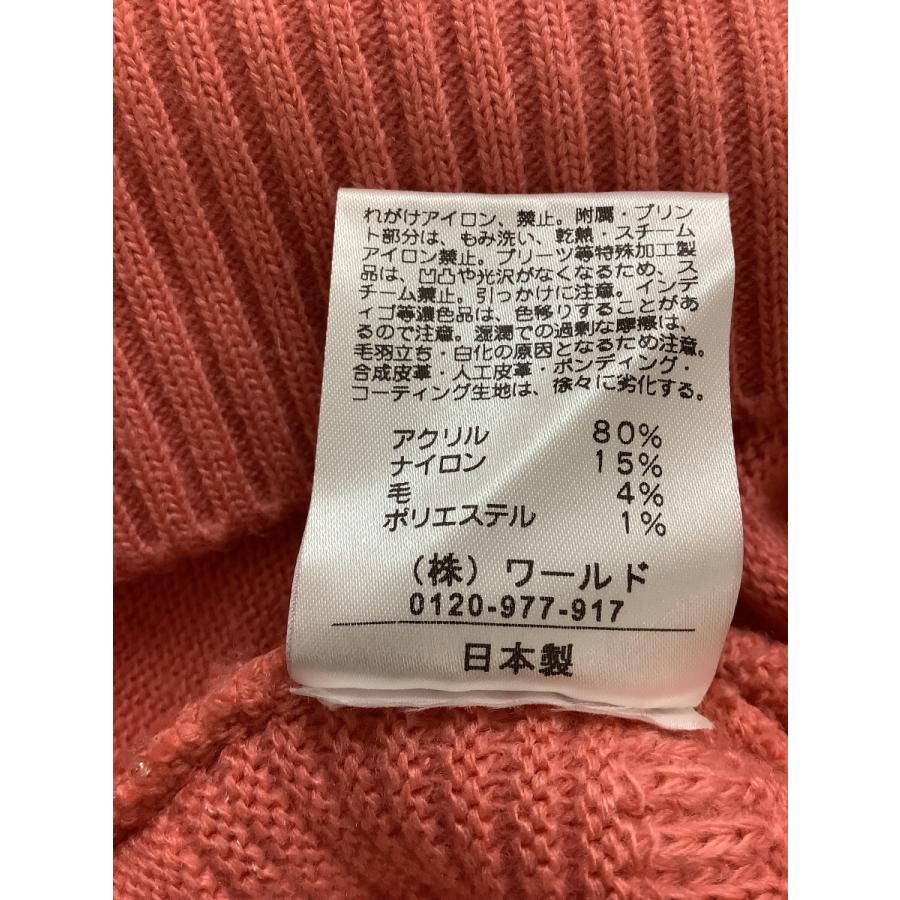 れがけアイロン、禁止。附属・プリン
ト部分は、もみ洗い、乾熱・スチーム
アイロン禁止。プリーツ等特殊加工製
品は、凹凸や光沢がなくなるため、ス
チーム禁止。引っかけに注意。インデ
ィゴ等濃色品は、色移りすることがあ
るので注意。湿潤での過剰な摩擦は、
毛羽立ち・白化の原因となるため注意。
合成皮革・人工皮革・ボンディング・
コーティング生地は、徐々に劣化する。
アクリル 80%
ナイロン 15%
毛 4%
ポリエステル 1%
(株) ワールド
0120-977-917
日本製